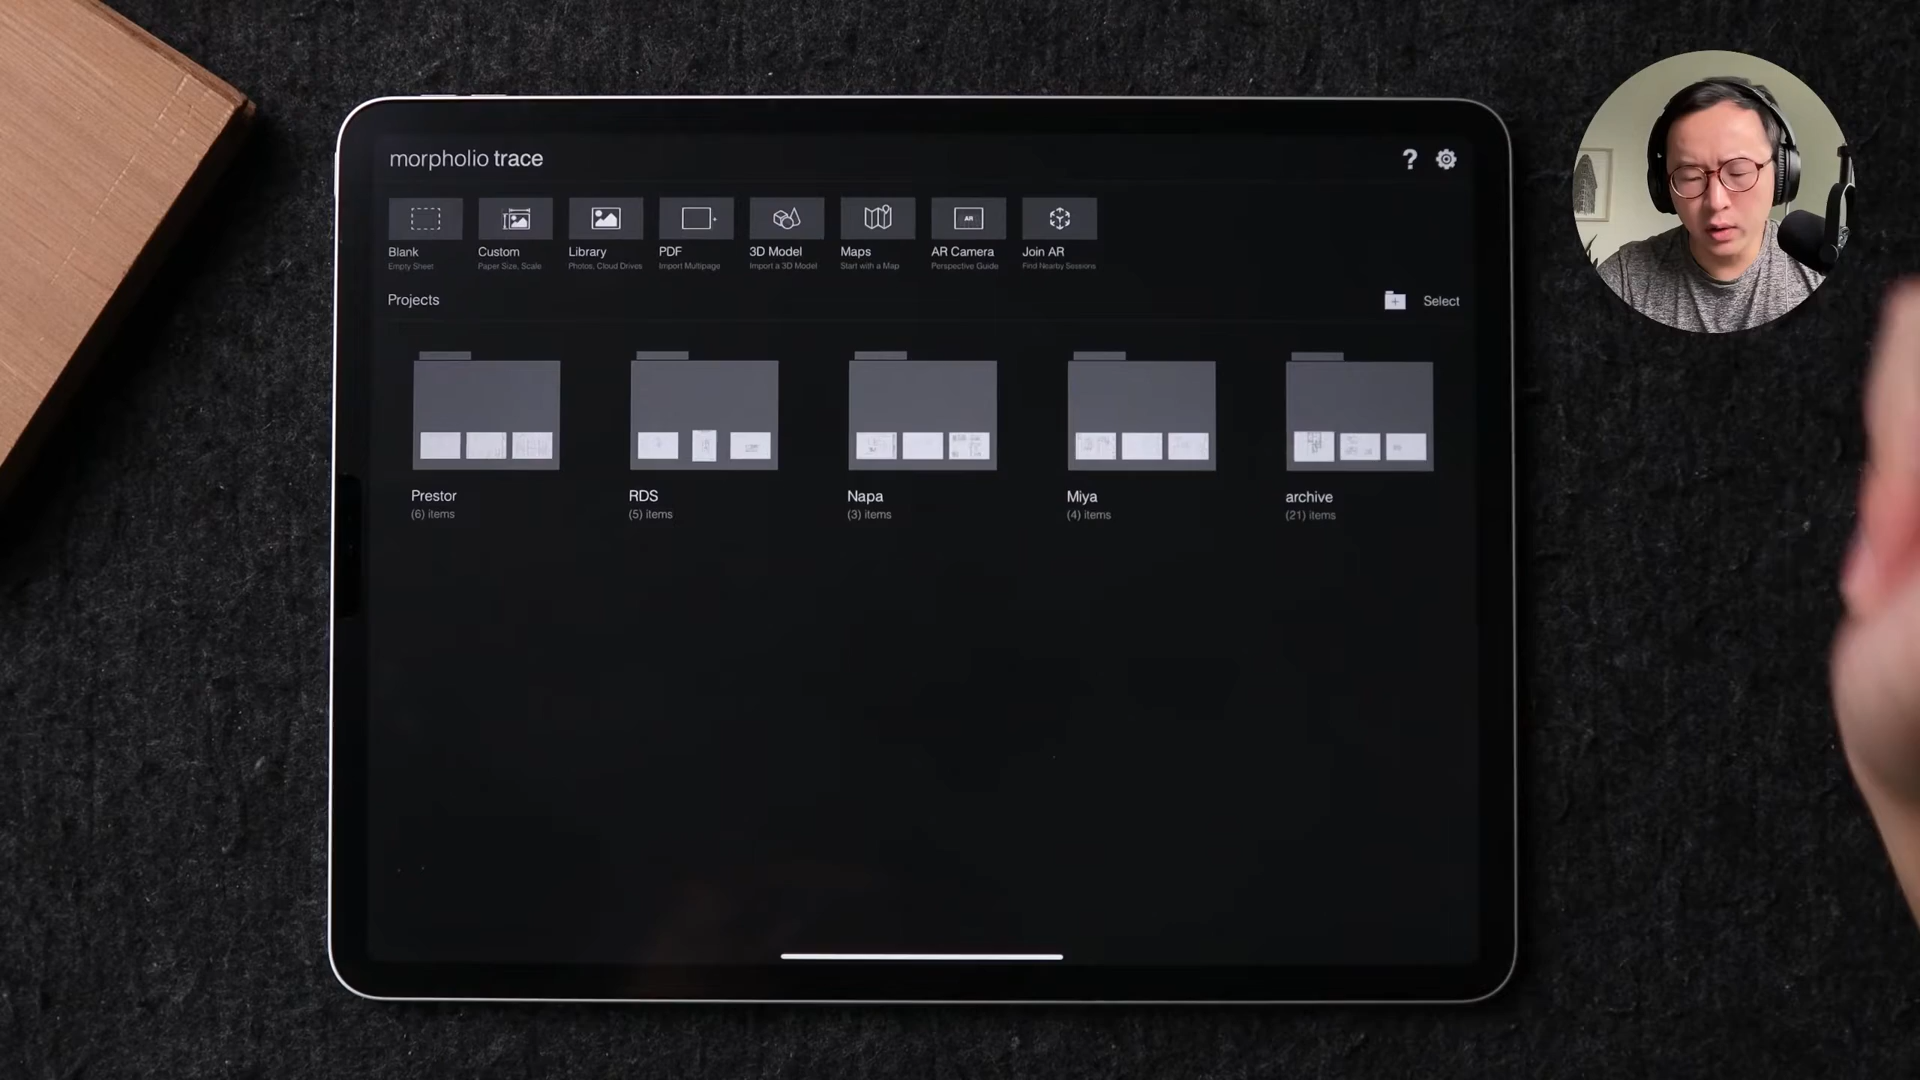 morpholio trace
?
Blank
Empty Sheet
Custom
Paper Size, Scale
Library
Photos, Cloud Drives
PDF
Import Multipage
3D Model
Import a 3D Model
Maps
Start with a Map
AR
AR Camera
Perspective Guide
Join AR
Find Nearby Sessions
Projects
Select
Prestor
(6) items
RDS
(5) items
Napa
(3) items
Miya
(4) items
archive
(21) items